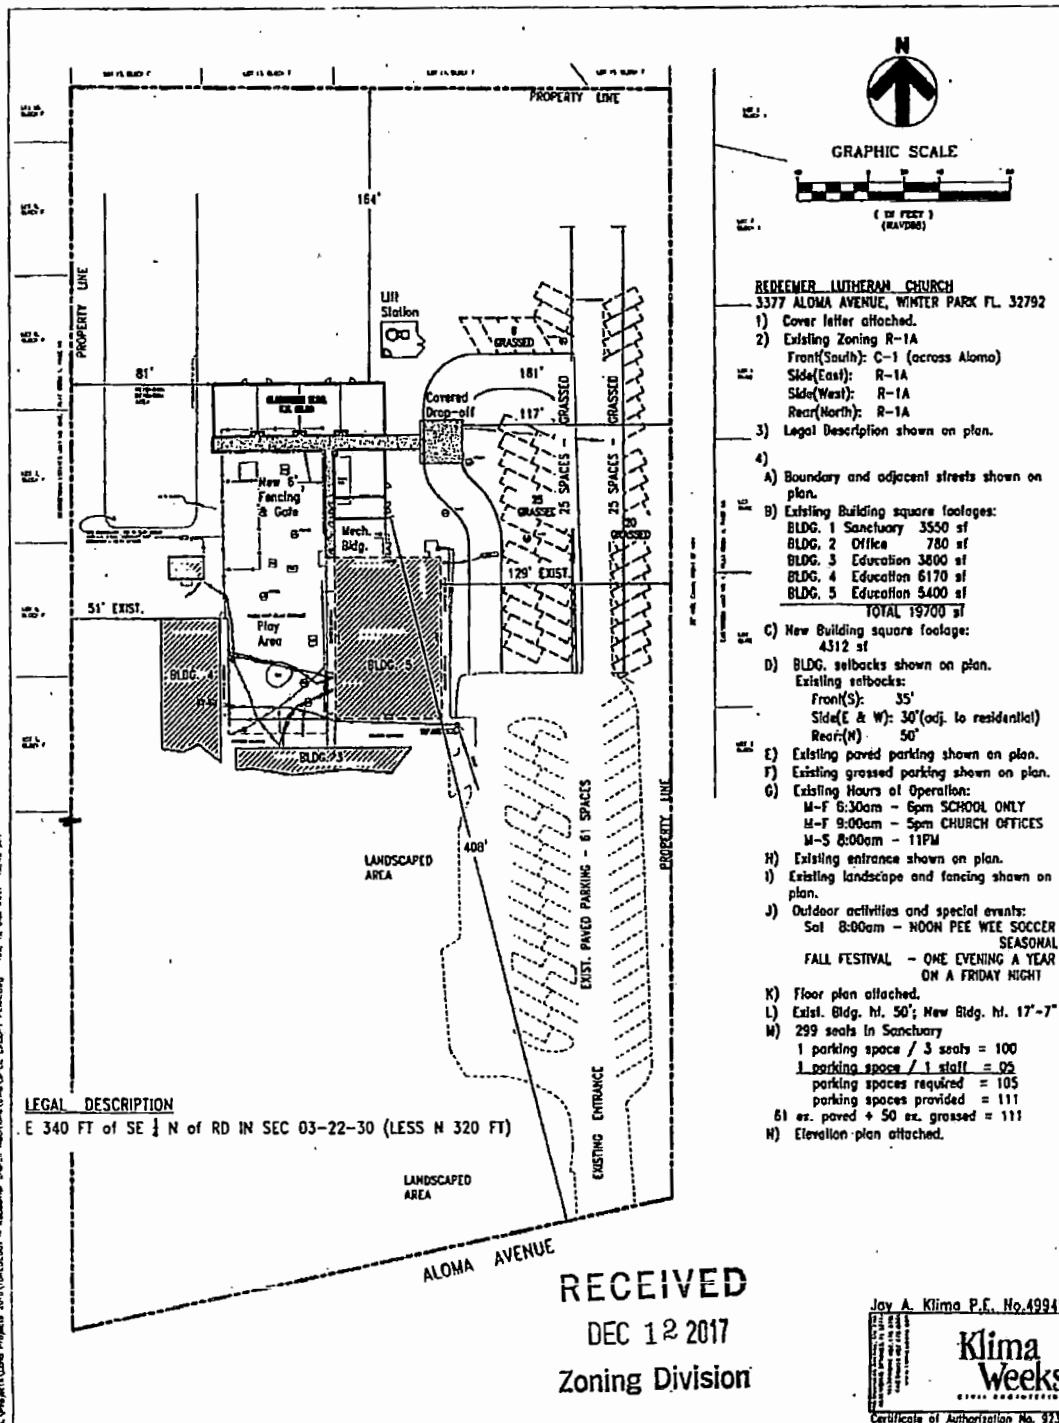 N
GRAPHIC SCALE
( IN FEET )
(NAVD88)
PROPERTY LINE
164'
PROPERTY LINE
Lift
Station
8
GRASSED
81'
181'
Covered
Drop-off
117'
25 SPACES - GRASSED
25 SPACES - GRASSED
New 6'
Fencing
& Gate
25
GRASSED
20
GRASSED
Mech.
Bldg.
129' EXIST.
51' EXIST.
Play
Area
BLDG. 4
BLDG. 5
BLDG. 3
PROPERTY LINE
EXIST. PAVED PARKING - 61 SPACES
408'
LANDSCAPED
AREA
EXISTING ENTRANCE
LANDSCAPED
AREA
ALOMA AVENUE
REDEEMER LUTHERAN CHURCH
3377 ALOMA AVENUE, WINTER PARK FL. 32792
1) Cover letter attached.
2) Existing Zoning R-1A
Front(South): C-1 (across Aloma)
Side(East): R-1A
Side(West): R-1A
Rear(North): R-1A
3) Legal Description shown on plan.
4)
A) Boundary and adjacent streets shown on
plan.
B) Existing Building square footages:
BLDG. 1 Sanctuary 3550 sf
BLDG. 2 Office 780 sf
BLDG. 3 Education 3800 sf
BLDG. 4 Education 6170 sf
BLDG. 5 Education 5400 sf
TOTAL 19700 sf
C) New Building square footage:
4312 sf
D) BLDG. setbacks shown on plan.
Existing setbacks:
Front(S): 35'
Side(E & W): 30'(adj. to residential)
Rear:(N) 50'
E) Existing paved parking shown on plan.
F) Existing grassed parking shown on plan.
G) Existing Hours of Operation:
M-F 6:30am - 6pm SCHOOL ONLY
M-F 9:00am - 5pm CHURCH OFFICES
M-S 8:00am - 11PM
H) Existing entrance shown on plan.
I) Existing landscape and fencing shown on
plan.
J) Outdoor activities and special events:
Sat 8:00am - NOON PEE WEE SOCCER
SEASONAL
FALL FESTIVAL - ONE EVENING A YEAR
ON A FRIDAY NIGHT
K) Floor plan attached.
L) Exist. Bldg. ht. 50'; New Bldg. ht. 17'-7"
M) 299 seats in Sanctuary
1 parking space / 3 seats = 100
1 parking space / 1 staff = 05
parking spaces required = 105
parking spaces provided = 111
61 ex. paved + 50 ex. grassed = 111
N) Elevation plan attached.
LEGAL DESCRIPTION
E 340 FT of SE ¼ N of RD IN SEC 03-22-30 (LESS N 320 FT)
RECEIVED
DEC 12 2017
Zoning Division
Jay A. Klima P.E. No.4994
Klima
Weeks
Certificate of Authorization No.